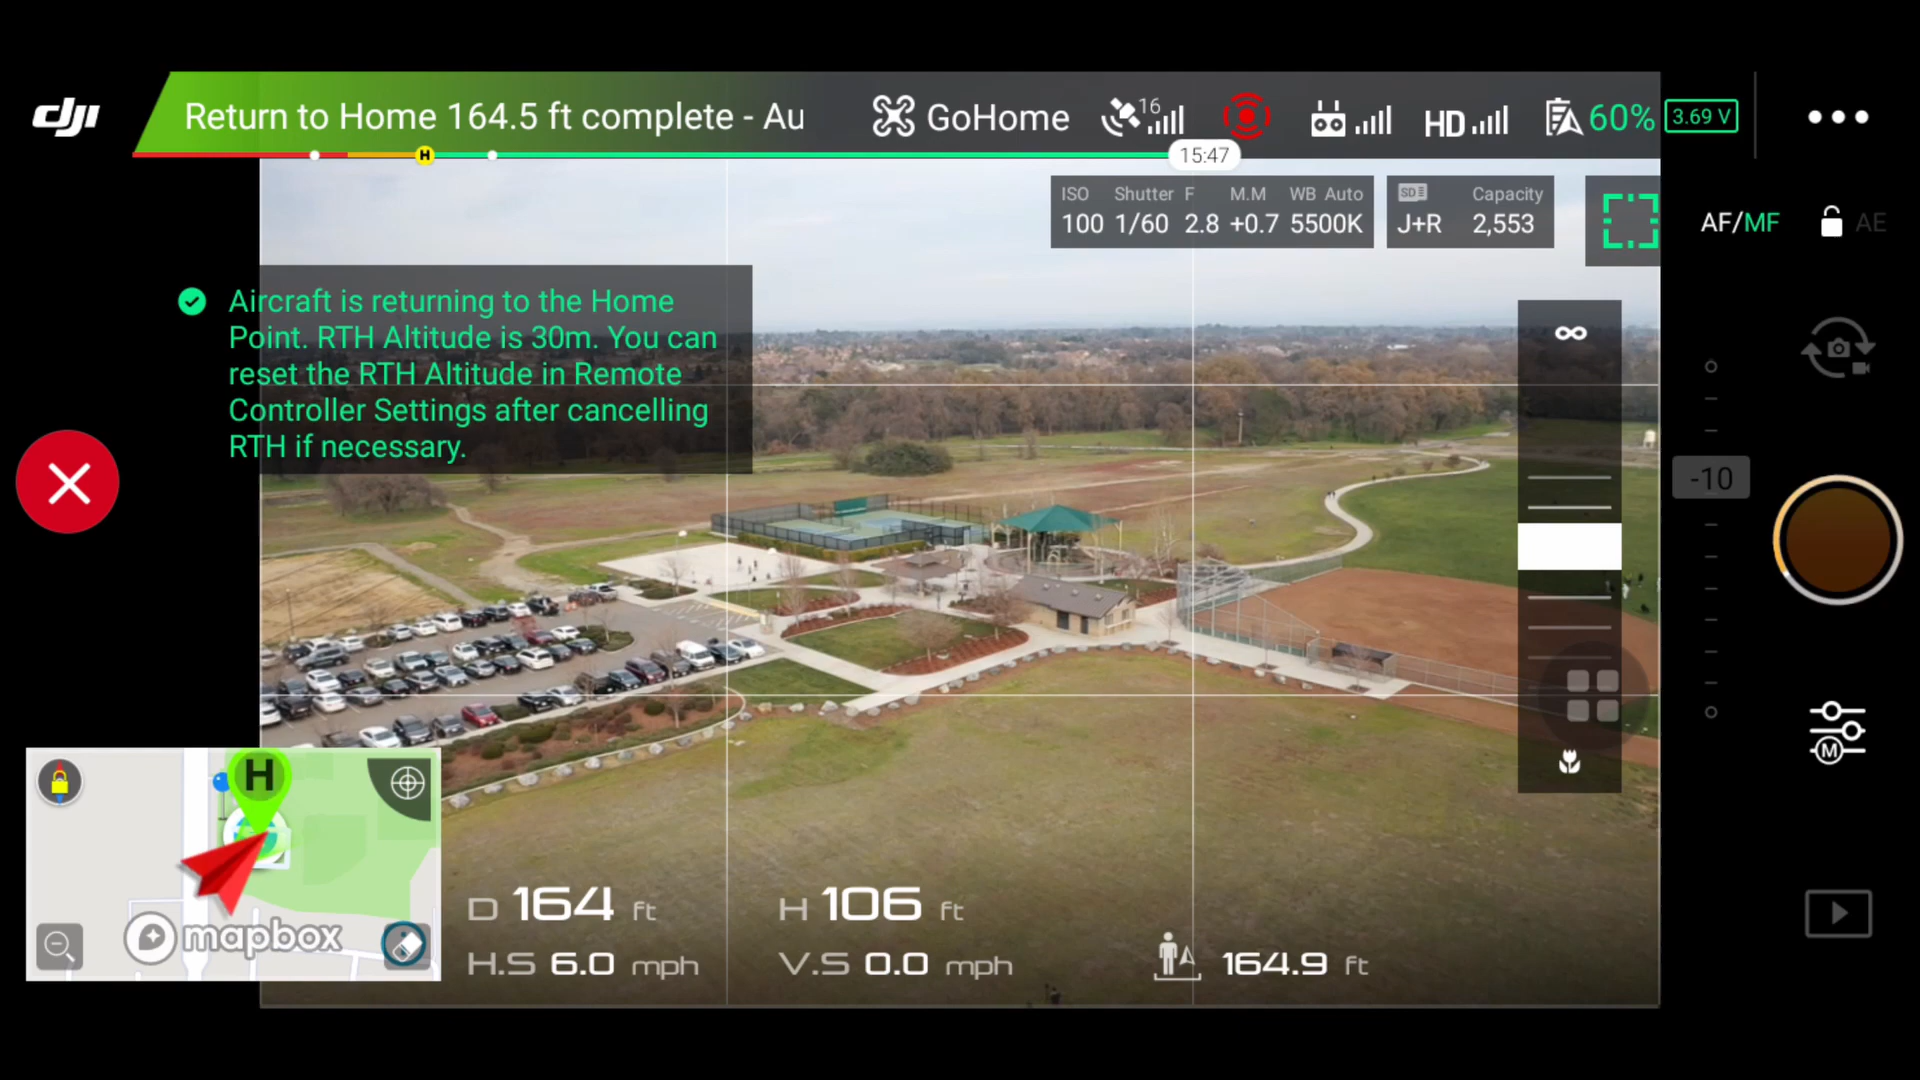 dji
Return to Home 164.5 ft complete - Au
GoHome
16
HD
60%
3.69 V
H
15:47
ISO Shutter F M.M WB Auto
100 1/60 2.8 +0.7 5500K
SD Capacity
J+R 2,553
AF/MF
AE
Aircraft is returning to the Home
Point. RTH Altitude is 30m. You can
reset the RTH Altitude in Remote
Controller Settings after cancelling
RTH if necessary.
-10
M
H
mapbox
D 164 ft
H 106 ft
H.S 6.0 mph
V.S 0.0 mph
164.9 ft